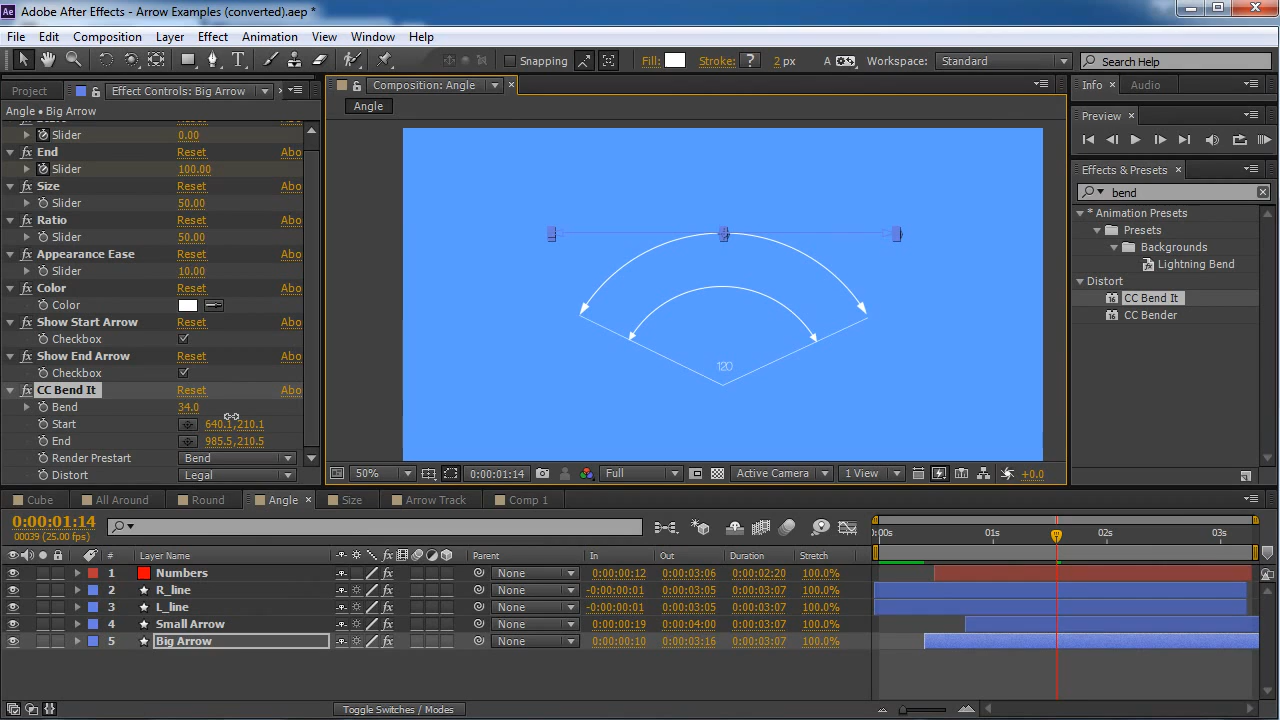 Adobe After Effects - Arrow Examples (converted).aep *
File Edit Composition Layer Effect Animation View Window Help
Snapping Fill: Stroke: ? 2 px A Workspace: Standard Search Help
Project Effect Controls: Big Arrow Composition: Angle Info Audio
Angle • Big Arrow Angle Preview
Slider 0.00
End Reset Abo
Slider 100.00 Effects & Presets
Size Reset Abo bend
Slider 50.00 * Animation Presets
Ratio Reset Abo Presets
Slider 50.00 Backgrounds
Appearance Ease Reset Abo Lightning Bend
Slider 10.00 Distort
Color Reset Abo CC Bend It
Color CC Bender
Show Start Arrow Reset Abo
Checkbox
Show End Arrow Reset Abo
Checkbox 120
CC Bend It Reset Abo
Bend 34.0
Start 640.1,210.1
End 985.5,210.5
Render Prestart Bend
Distort Legal 50% 0:00:01:14 Full Active Camera 1 View +0.0
Cube All Around Round Angle Size Arrow Track Comp 1
0:00:01:14
00039 (25.00 fps) :00s 01s 02s 03s
# Layer Name Parent In Out Duration Stretch
1 Numbers None 0:00:00:12 0:00:03:06 0:00:02:20 100.0%
2 R_line None -0:00:00:01 0:00:03:05 0:00:03:07 100.0%
3 L_line None -0:00:00:01 0:00:03:05 0:00:03:07 100.0%
4 Small Arrow None 0:00:00:19 0:00:04:00 0:00:03:07 100.0%
5 Big Arrow None 0:00:00:10 0:00:03:16 0:00:03:07 100.0%
Toggle Switches / Modes